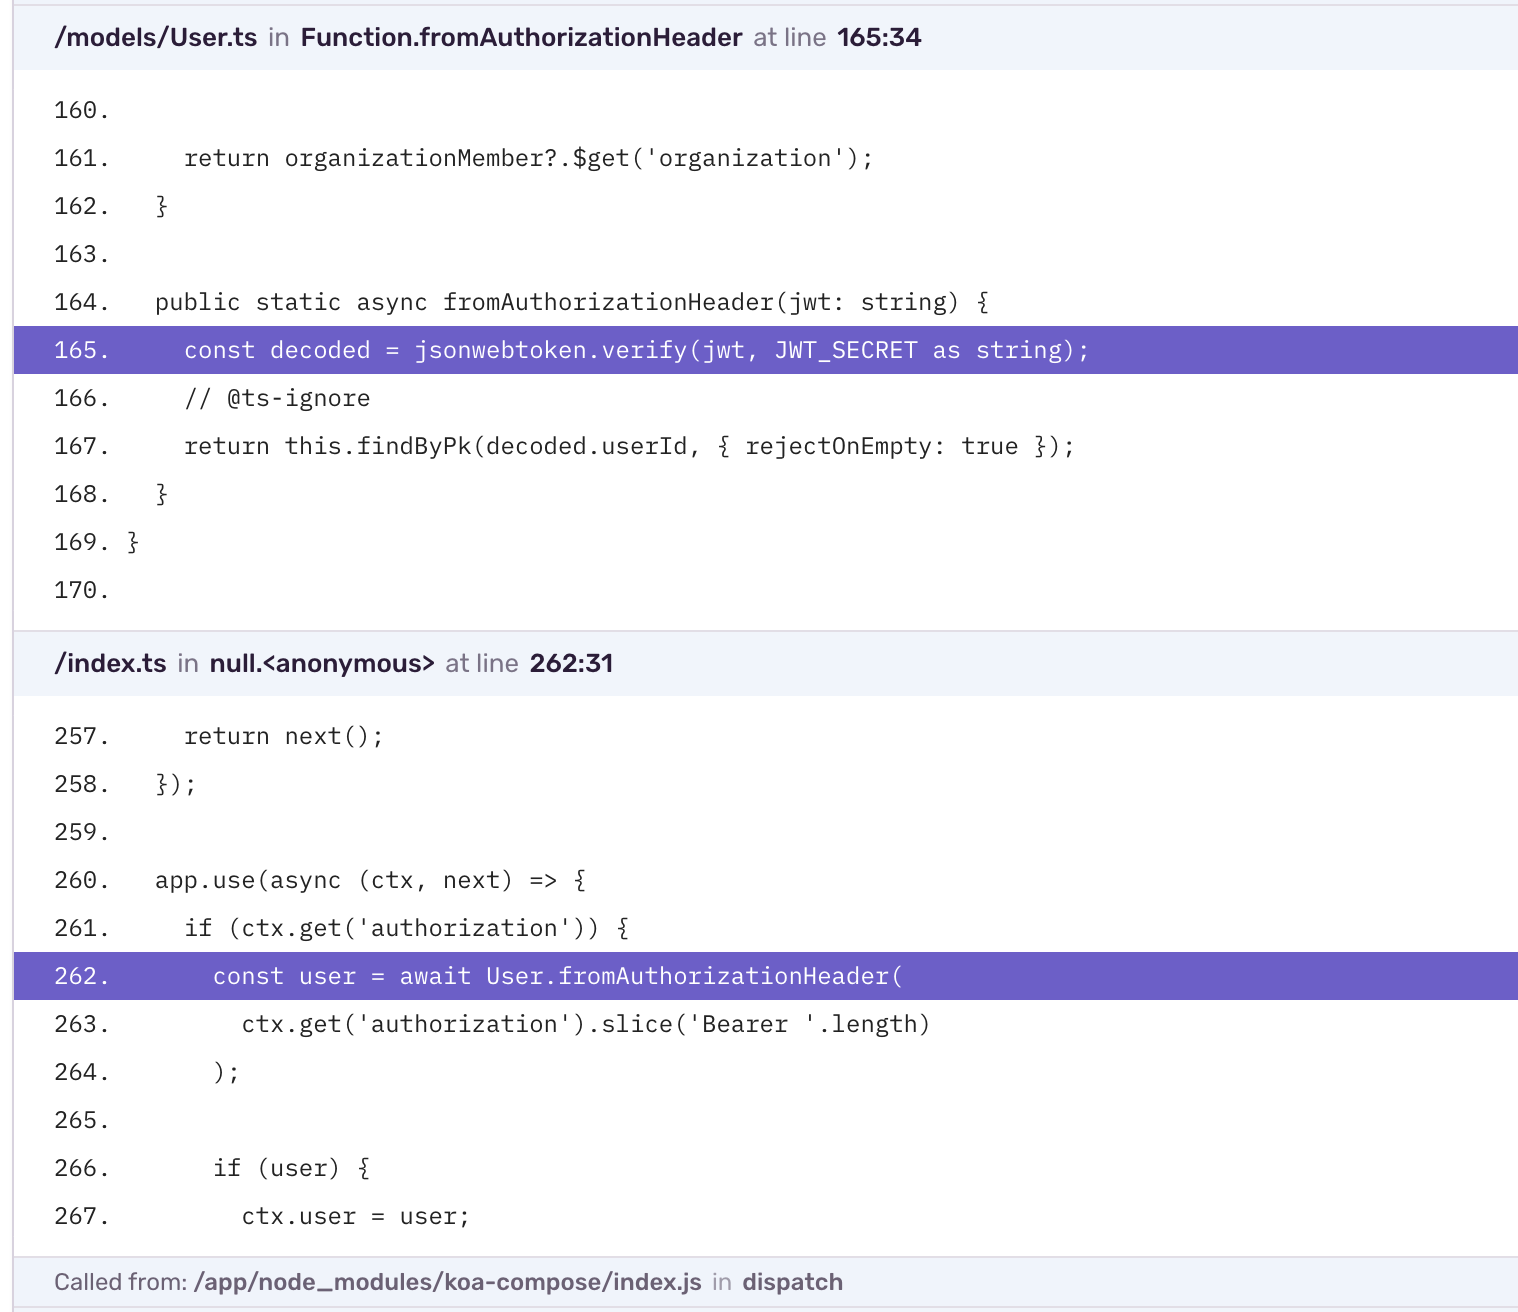 /models/User.ts in Function.fromAuthorizationHeader at line 165:34
160.
161.     return organizationMember?.$get('organization');
162.   }
163.
164.   public static async fromAuthorizationHeader(jwt: string) {
165.     const decoded = jsonwebtoken.verify(jwt, JWT_SECRET as string);
166.     // @ts-ignore
167.     return this.findByPk(decoded.userId, { rejectOnEmpty: true });
168.   }
169. }
170.
/index.ts in null.<anonymous> at line 262:31
257.     return next();
258.   });
259.
260.   app.use(async (ctx, next) => {
261.     if (ctx.get('authorization')) {
262.       const user = await User.fromAuthorizationHeader(
263.         ctx.get('authorization').slice('Bearer '.length)
264.       );
265.
266.       if (user) {
267.         ctx.user = user;
Called from: /app/node_modules/koa-compose/index.js in dispatch